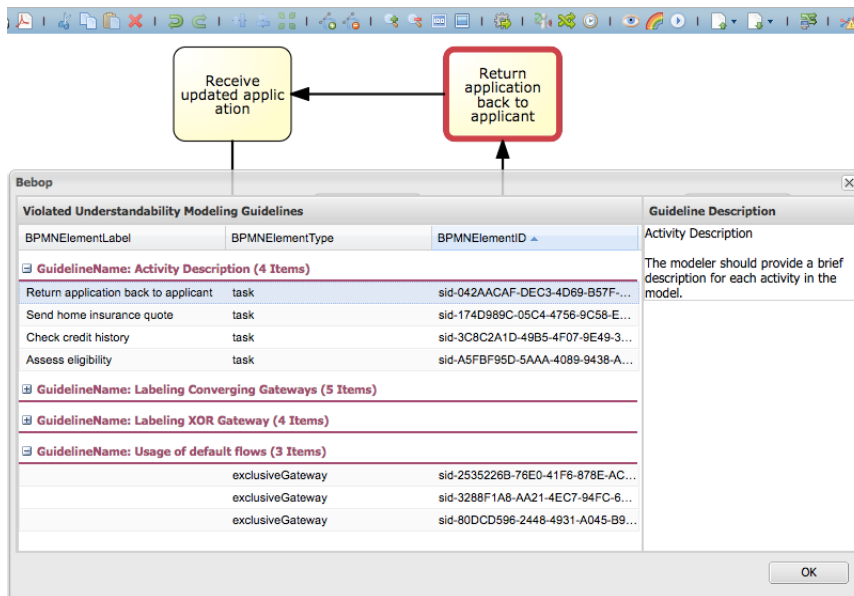 Receive
updated applic
ation
Return
application
back to
applicant
Bebop
Violated Understandability Modeling Guidelines
Guideline Description
BPMNElementLabel BPMNElementType BPMNElementID
Activity Description
The modeler should provide a brief
description for each activity in the
model.
GuidelineName: Activity Description (4 Items)
Return application back to applicant task sid-042AACAF-DEC3-4D69-B57F-...
Send home insurance quote task sid-174D989C-05C4-4756-9C58-E...
Check credit history task sid-3C8C2A1D-49B5-4F07-9E49-3...
Assess eligibility task sid-A5FBF95D-5AAA-4089-9438-A...
GuidelineName: Labeling Converging Gateways (5 Items)
GuidelineName: Labeling XOR Gateway (4 Items)
GuidelineName: Usage of default flows (3 Items)
exclusiveGateway sid-2535226B-76E0-41F6-878E-AC...
exclusiveGateway sid-3288F1A8-AA21-4EC7-94FC-6...
exclusiveGateway sid-80DCD596-2448-4931-A045-B9...
OK